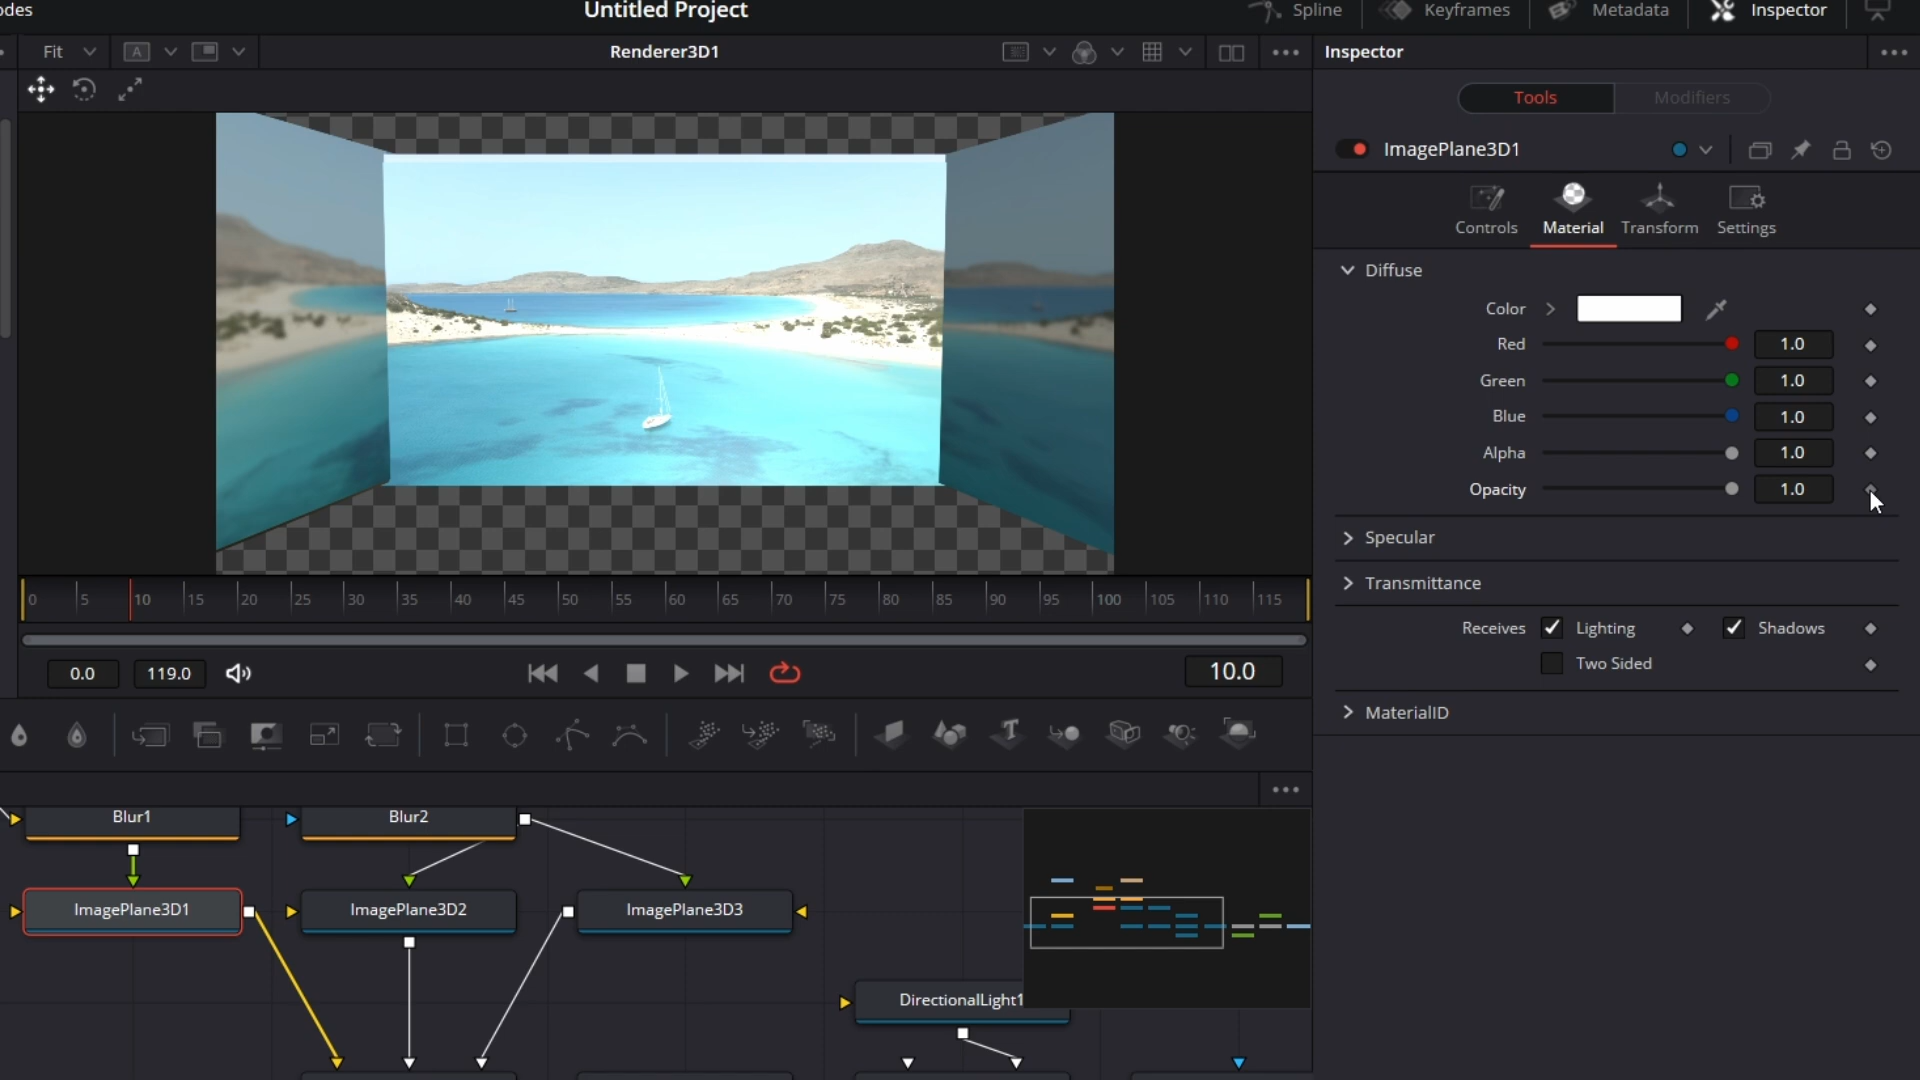 odes
Untitled Project
Spline
Keyframes
Metadata
Inspector
Fit
A
Renderer3D1
Inspector
Tools
Modifiers
ImagePlane3D1
Controls
Material
Transform
Settings
Diffuse
Color
Red
1.0
Green
1.0
Blue
1.0
Alpha
1.0
Opacity
1.0
Specular
Transmittance
0 5 10 15 20 25 30 35 40 45 50 55 60 65 70 75 80 85 90 95 100 105 110 115
Receives
Lighting
Shadows
Two Sided
0.0
119.0
10.0
MaterialID
T
Blur1
Blur2
ImagePlane3D1
ImagePlane3D2
ImagePlane3D3
DirectionalLight1